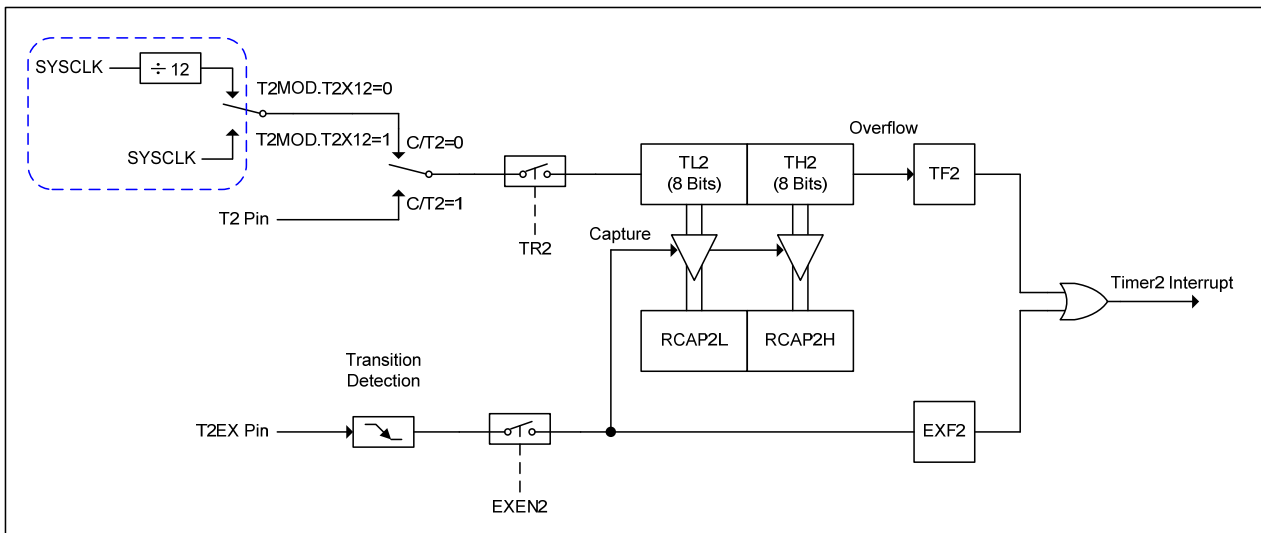 SYSCLK
÷ 12
T2MOD.T2X12=0
T2MOD.T2X12=1
SYSCLK
C/T2=0
C/T2=1
T2 Pin
TR2
TL2
(8 Bits)
TH2
(8 Bits)
Overflow
TF2
Capture
RCAP2L
RCAP2H
Timer2 Interrupt
Transition
Detection
T2EX Pin
EXEN2
EXF2